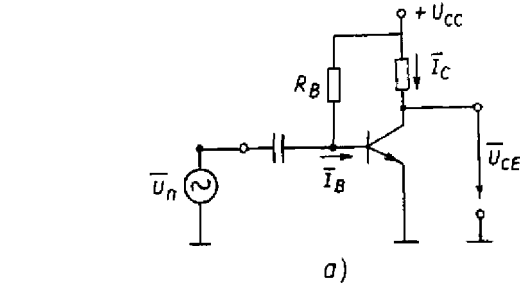 + U_CC
R_B
Ī_C
Ū_n
Ī_B
Ū_CE
a)